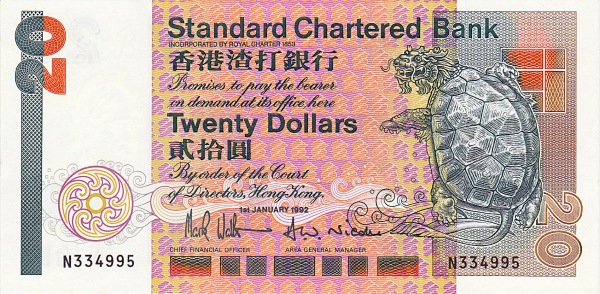 20
Standard Chartered Bank
INCORPORATED BY ROYAL CHARTER 1853
香港渣打銀行
Promises to pay the bearer
in demand at its office here
Twenty Dollars
貳拾圓
By order of the Court
of Directors, Hong Kong.
1st JANUARY 1992
CHIEF FINANCIAL OFFICER
AREA GENERAL MANAGER
N334995
N334995
20